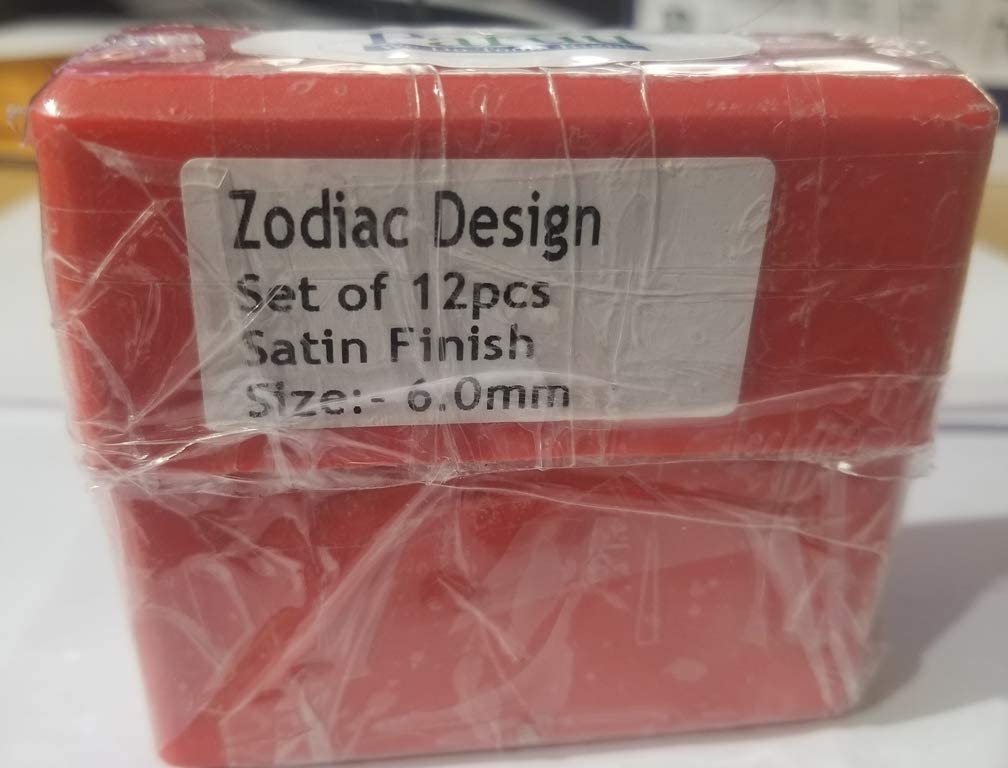 Zodiac Design
Set of 12pcs
Satin Finish
Size:- 6.0mm